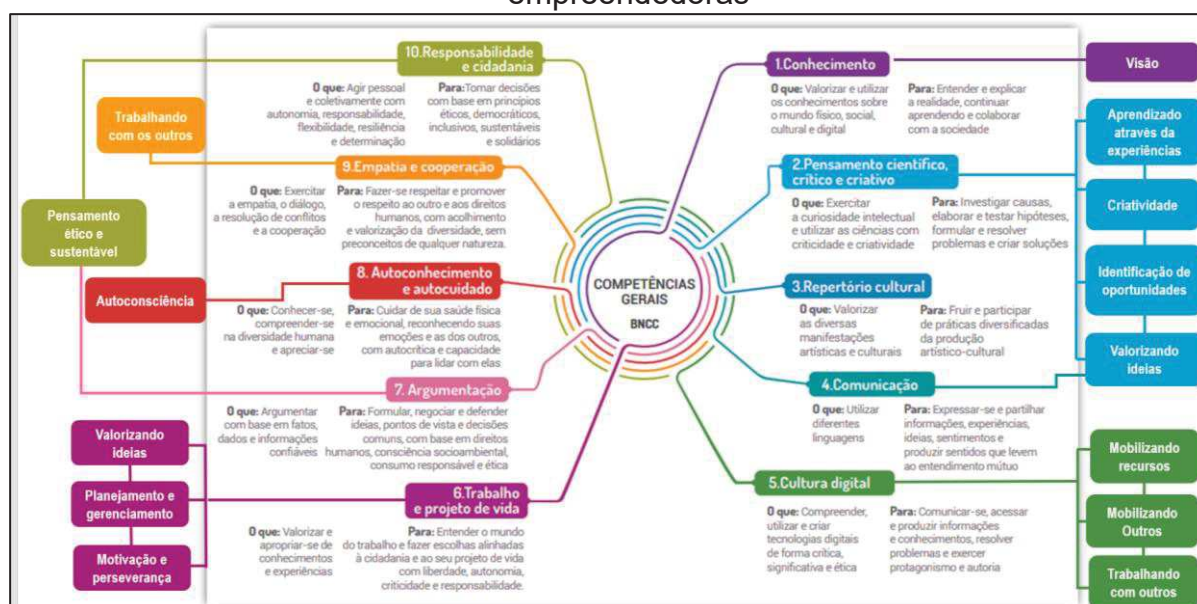 empreendedoras
10.Responsabilidade
e cidadania
O que: Agir pessoal
e coletivamente com
autonomia, responsabilidade,
flexibilidade, resiliência
e determinação
Para:Tomar decisões
com base em princípios
éticos, democráticos,
inclusivos, sustentáveis
e solidários
Trabalhando
com os outros
9.Empatia e cooperação
O que: Exercitar
a empatia, o diálogo,
a resolução de conflitos
e a cooperação
Para: Fazer-se respeitar e promover
o respeito ao outro e aos direitos
humanos, com acolhimento
e valorização da diversidade, sem
preconceitos de qualquer natureza.
Pensamento
ético e
sustentável
Autoconsciência
8. Autoconhecimento
e autocuidado
O que: Conhecer-se,
compreender-se
na diversidade humana
e apreciar-se
Para: Cuidar de sua saúde física
e emocional, reconhecendo suas
emoções e as dos outros,
com autocrítica e capacidade
para lidar com elas
7. Argumentação
O que: Argumentar
com base em fatos,
dados e informações
confiáveis
Para: Formular, negociar e defender
ideias, pontos de vista e decisões
comuns, com base em direitos
humanos, consciência socioambiental,
consumo responsável e ética
Valorizando
ideias
Planejamento e
gerenciamento
Motivação e
perseverança
6.Trabalho
e projeto de vida
O que: Valorizar e
apropriar-se de
conhecimentos
e experiências
Para: Entender o mundo
do trabalho e fazer escolhas alinhadas
à cidadania e ao seu projeto de vida
com liberdade, autonomia,
criticidade e responsabilidade.
COMPETÊNCIAS
GERAIS
BNCC
1.Conhecimento
O que: Valorizar e utilizar
os conhecimentos sobre
o mundo físico, social,
cultural e digital
Para: Entender e explicar
a realidade, continuar
aprendendo e colaborar
com a sociedade
Visão
2.Pensamento científico,
crítico e criativo
O que: Exercitar
a curiosidade intelectual
e utilizar as ciências com
criticidade e criatividade
Para: Investigar causas,
elaborar e testar hipóteses,
formular e resolver
problemas e criar soluções
Aprendizado
através da
experiências
Criatividade
Identificação de
oportunidades
Valorizando
ideias
3.Repertório cultural
O que: Valorizar
as diversas
manifestações
artísticas e culturais
Para: Fruir e participar
de práticas diversificadas
da produção
artístico-cultural
4.Comunicação
O que: Utilizar
diferentes
linguagens
Para: Expressar-se e partilhar
informações, experiências,
ideias, sentimentos e
produzir sentidos que levem
ao entendimento mútuo
5.Cultura digital
O que: Compreender,
utilizar e criar
tecnologias digitais
de forma crítica,
significativa e ética
Para: Comunicar-se, acessar
e produzir informações
e conhecimentos, resolver
problemas e exercer
protagonismo e autoria
Mobilizando
recursos
Mobilizando
Outros
Trabalhando
com outros